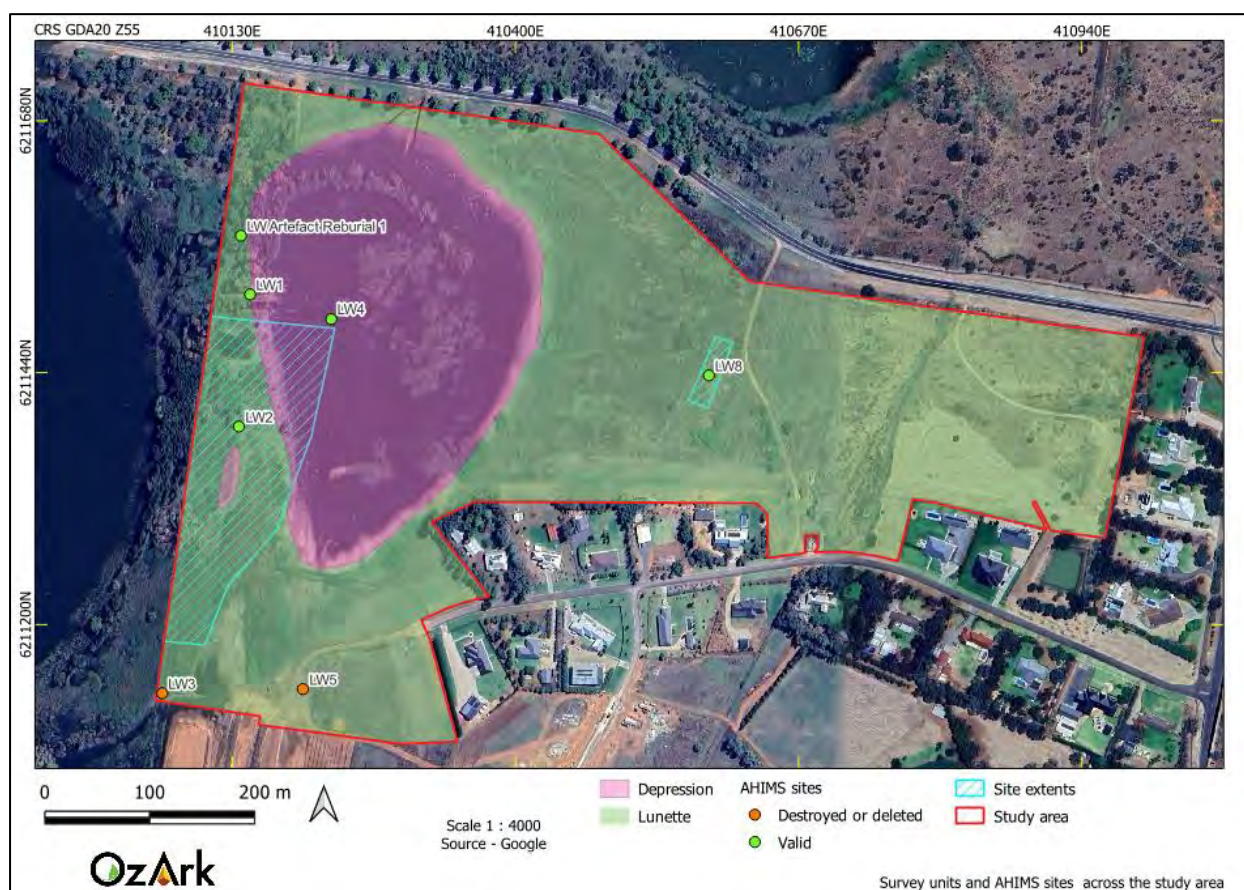 CRS GDA20 Z55
410130E
410400E
410670E
410940E
6211680N
6211440N
6211200N
LW Artefact Reburial 1
LW1
LW4
LW8
LW2
LW3
LW5
0 100 200 m
Scale 1 : 4000
Source - Google
Depression
Lunette
AHIMS sites
Destroyed or deleted
Valid
Site extents
Study area
OzArk
Survey units and AHIMS sites across the study area